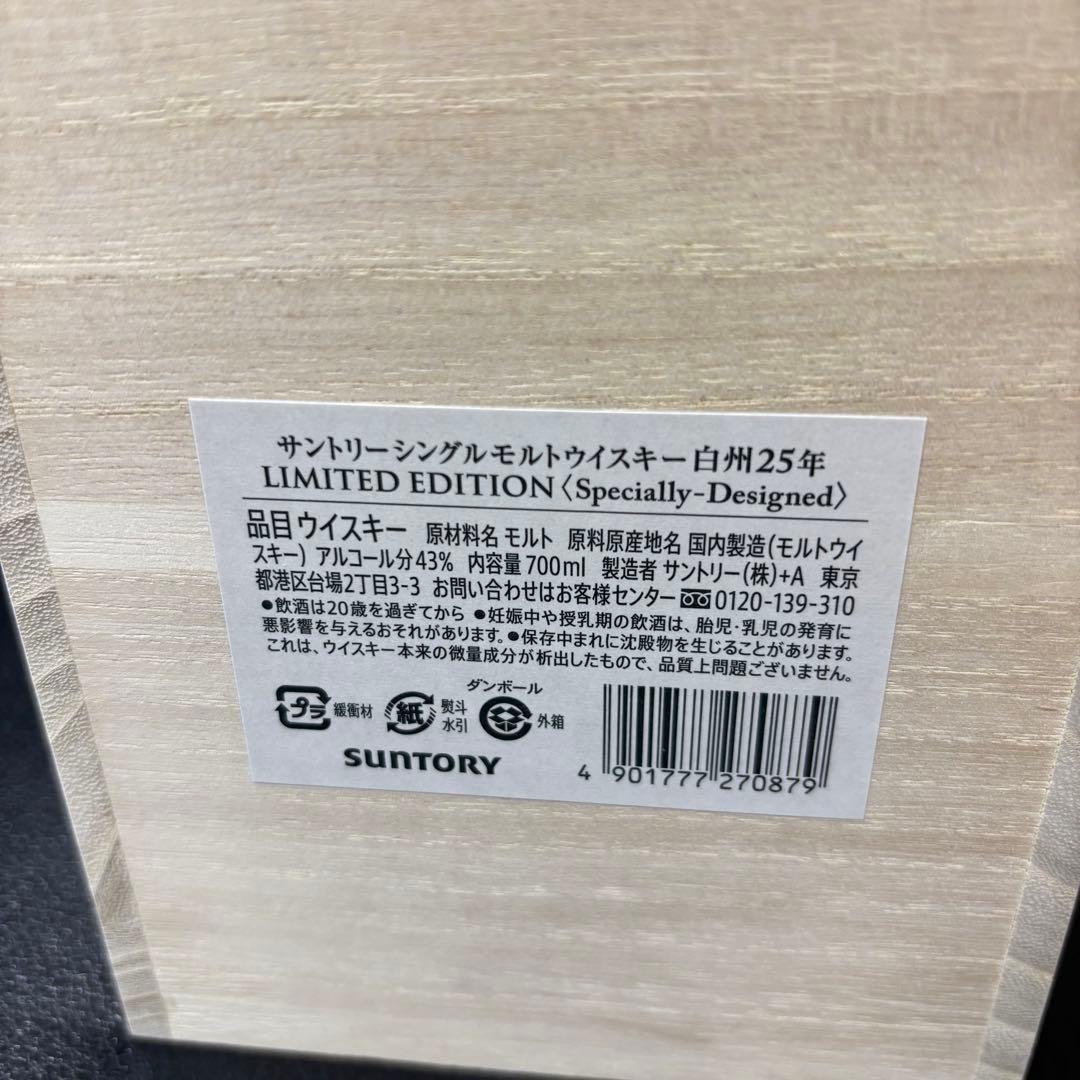 サントリーシングルモルトウイスキー白州25年
LIMITED EDITION〈Specially-Designed〉
品目 ウイスキー 原材料名 モルト 原料原産地名 国内製造(モルトウイ
スキー) アルコール分43% 内容量700ml 製造者 サントリー(株)+A 東京
都港区台場2丁目3-3 お問い合わせはお客様センター 0120-139-310
●飲酒は20歳を過ぎてから ●妊娠中や授乳期の飲酒は、胎児・乳児の発育に
悪影響を与えるおそれがあります。●保存中まれに沈殿物を生じることがあります。
これは、ウイスキー本来の微量成分が析出したもので、品質上問題ございません。
プラ 緩衝材 紙 熨斗 水引 ダンボール 外箱
SUNTORY
4 901777 270879